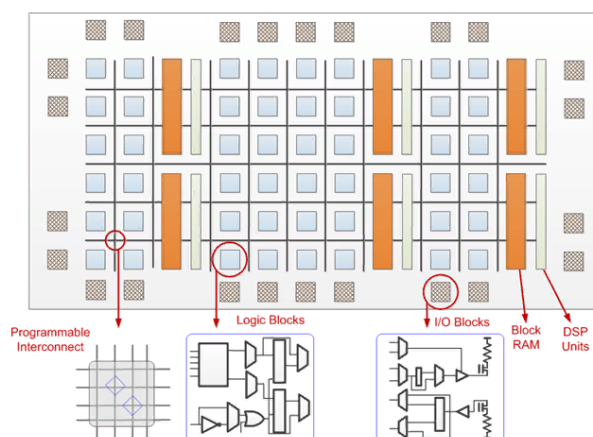 Programmable
Interconnect
Logic Blocks
I/O Blocks
Block
RAM
DSP
Units